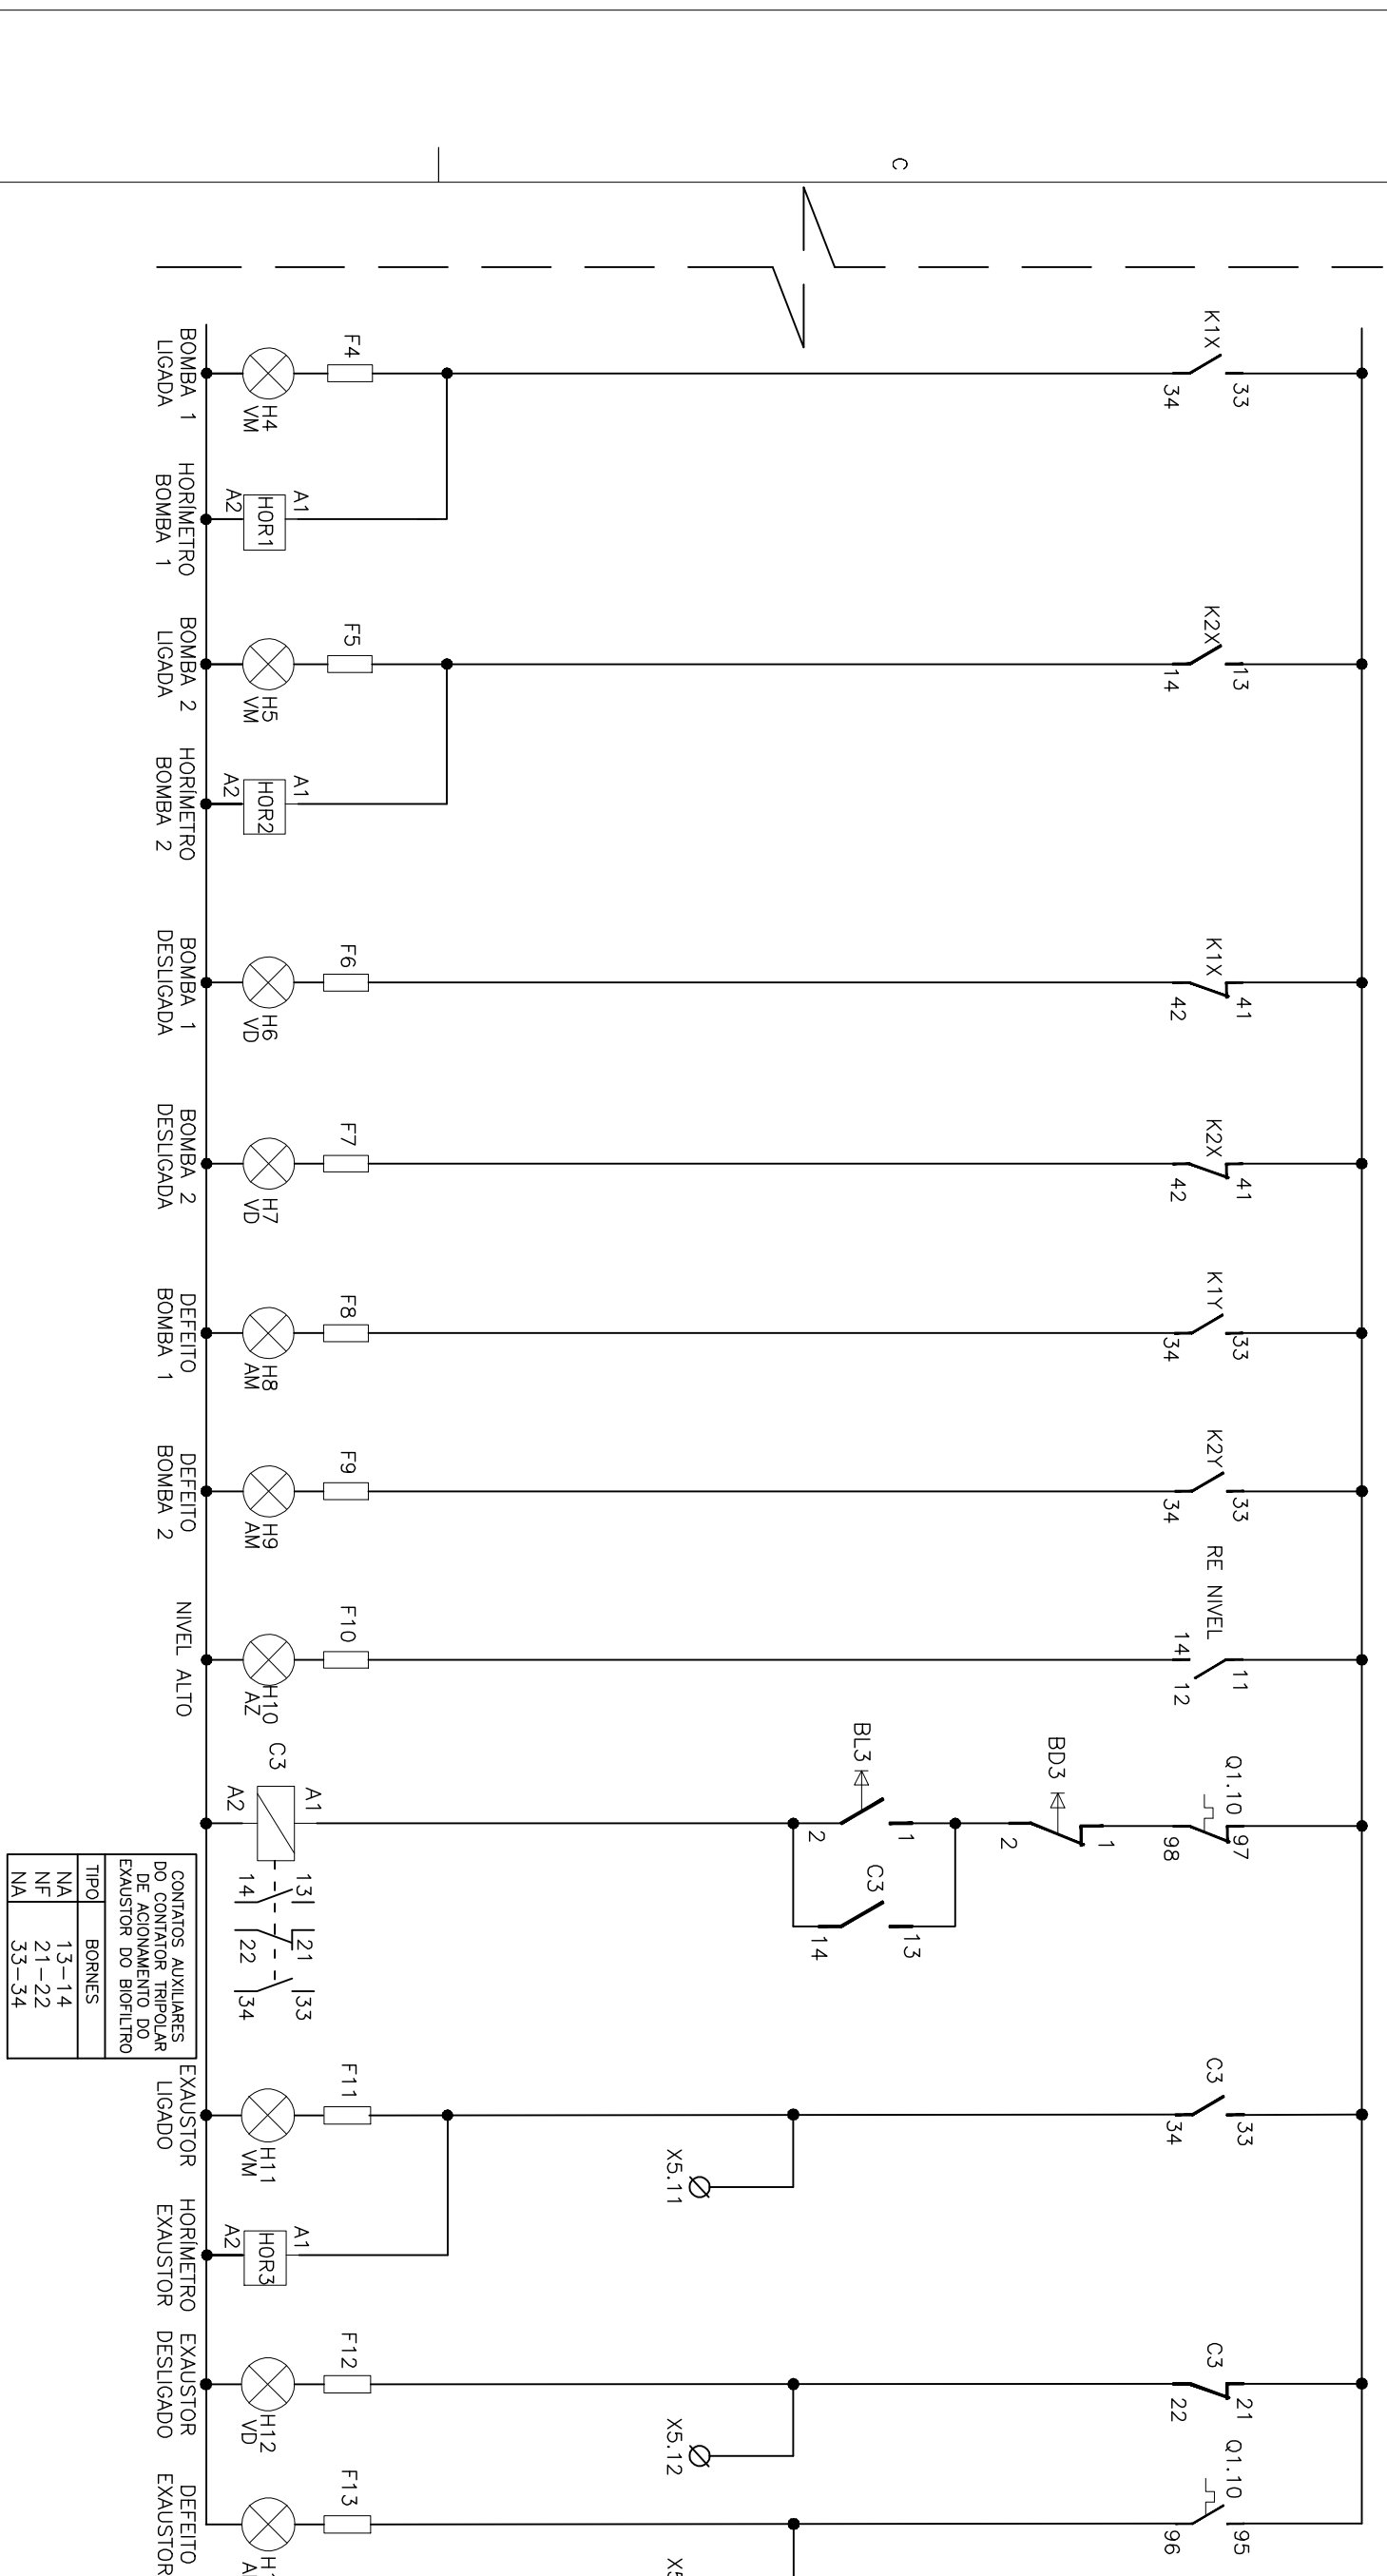 C
K1X
33
34
F4
H4
VM
BOMBA 1
LIGADA
A1
HOR1
A2
HORÍMETRO
BOMBA 1
K2X
13
14
F5
H5
VM
BOMBA 2
LIGADA
A1
HOR2
A2
HORÍMETRO
BOMBA 2
K1X
41
42
F6
H6
VD
BOMBA 1
DESLIGADA
K2X
41
42
F7
H7
VD
BOMBA 2
DESLIGADA
K1Y
33
34
F8
H8
AM
DEFEITO
BOMBA 1
K2Y
33
34
F9
H9
AM
DEFEITO
BOMBA 2
RE NIVEL
11
14
12
F10
H10
AZ
NIVEL ALTO
Q1.10
97
98
BD3
1
2
BL3
1
2
C3
13
14
C3
A1
A2
13
14
21
22
33
34
CONTATOS AUXILIARES
DO CONTATOR TRIPOLAR
DE ACIONAMENTO DO
EXAUSTOR DO BIOFILTRO
TIPO BORNES
NA 13-14
NF 21-22
NA 33-34
C3
33
34
X5.11
F11
H11
VM
EXAUSTOR
LIGADO
A1
HOR3
A2
HORÍMETRO
EXAUSTOR
C3
21
22
X5.12
F12
H12
VD
EXAUSTOR
DESLIGADO
Q1.10
95
96
F13
DEFEITO
EXAUSTOR